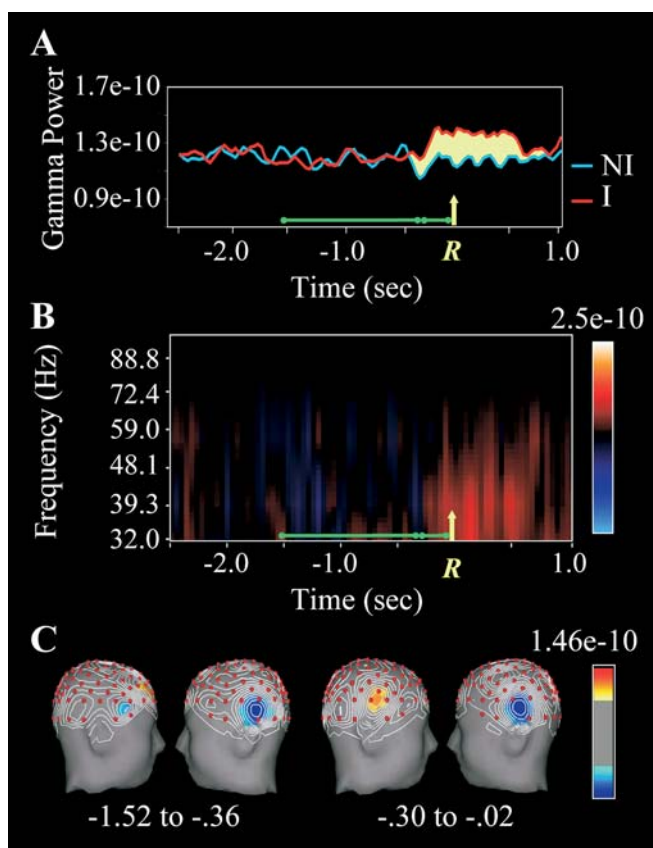 A
Gamma Power
1.7e-10
1.3e-10
0.9e-10
NI
I
-2.0
-1.0
R
1.0
Time (sec)
B
2.5e-10
Frequency (Hz)
88.8
72.4
59.0
48.1
39.3
32.0
-2.0
-1.0
R
1.0
Time (sec)
C
1.46e-10
-1.52 to -.36
-.30 to -.02